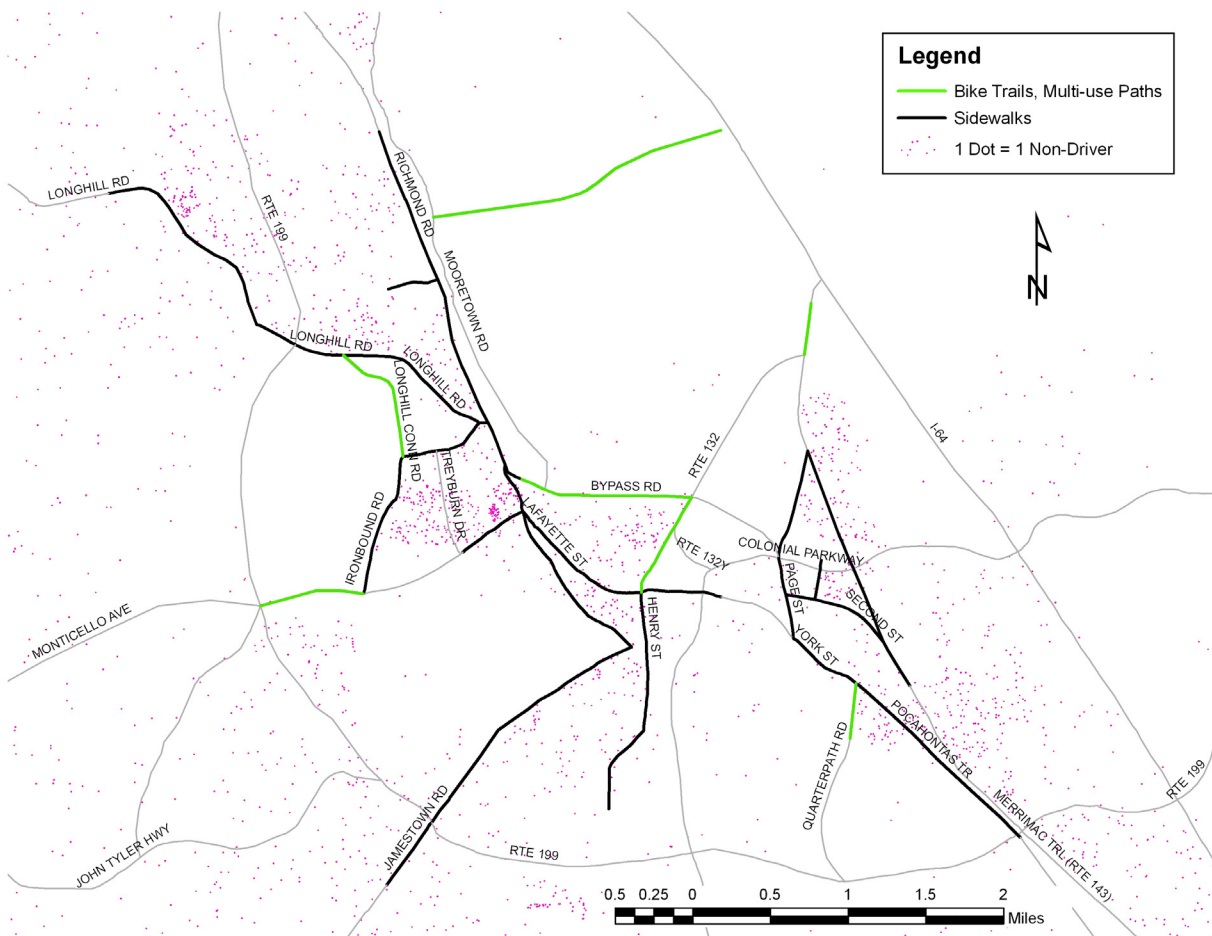 Legend
Bike Trails, Multi-use Paths
Sidewalks
1 Dot = 1 Non-Driver
N
LONGHILL RD
RTE 199
RICHMOND RD
MOORETOWN RD
LONGHILL RD
LONGHILL RD
LONGHILL CONN RD
TREYBURN DR
IRONBOUND RD
MONTICELLO AVE
BYPASS RD
LAFAYETTE ST
RTE 132
RTE 132Y
I-64
COLONIAL PARKWAY
PAGE ST
SECOND ST
HENRY ST
YORK ST
POCAHONTAS TR
QUARTERPATH RD
MERRIMAC TRL (RTE 143)
RTE 199
JOHN TYLER HWY
JAMESTOWN RD
RTE 199
0.5 0.25 0 0.5 1 1.5 2
Miles